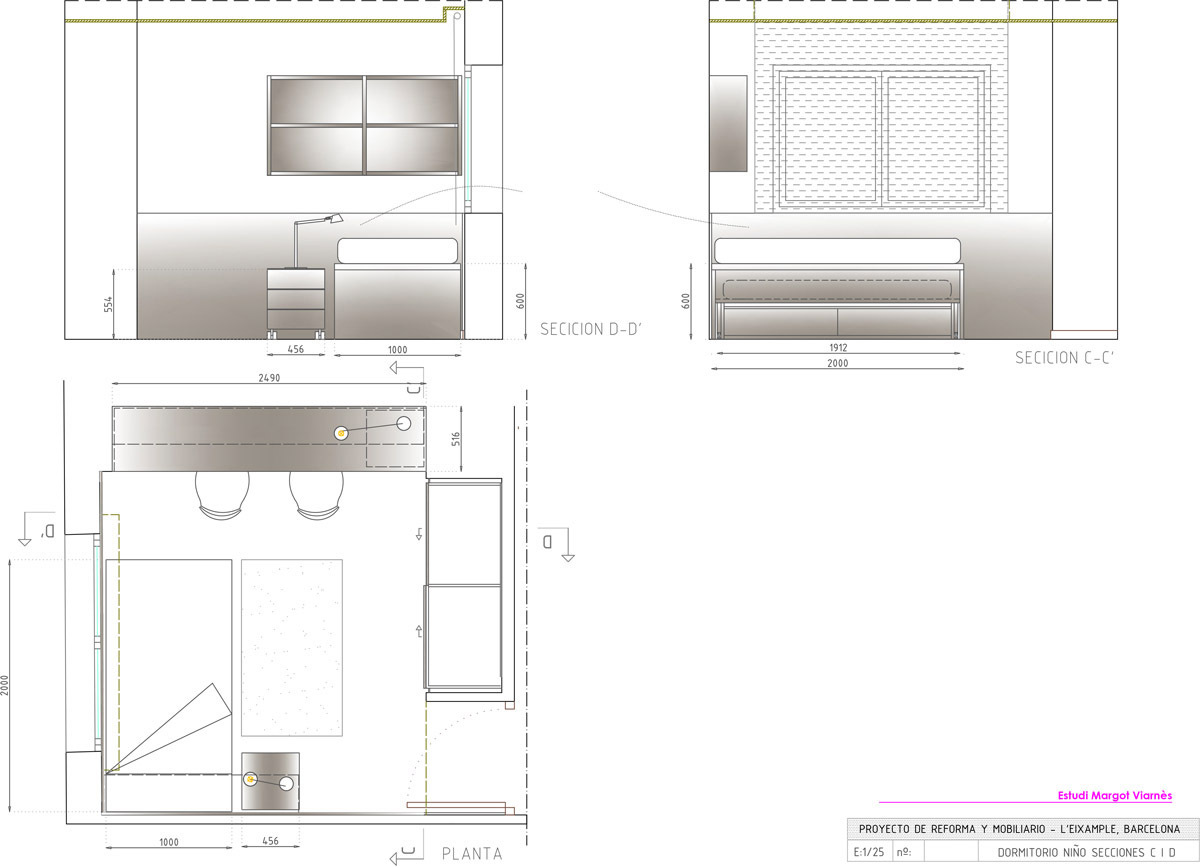 554
456
1000
600
SECICION D-D'
600
1912
2000
SECICION C-C'
2490
C
516
D'
D
2000
1000
456
C
PLANTA
Estudi Margot Viarnès
PROYECTO DE REFORMA Y MOBILIARIO - L'EIXAMPLE, BARCELONA
E:1/25 nº: DORMITORIO NIÑO SECCIONES C I D